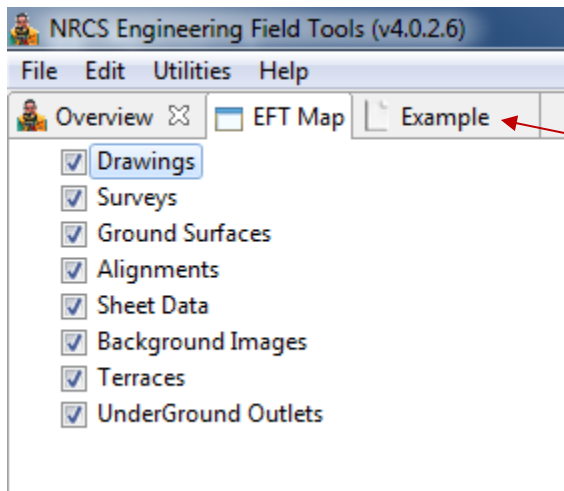 NRCS Engineering Field Tools (v4.0.2.6)
File Edit Utilities Help
Overview EFT Map Example
Drawings
Surveys
Ground Surfaces
Alignments
Sheet Data
Background Images
Terraces
UnderGround Outlets